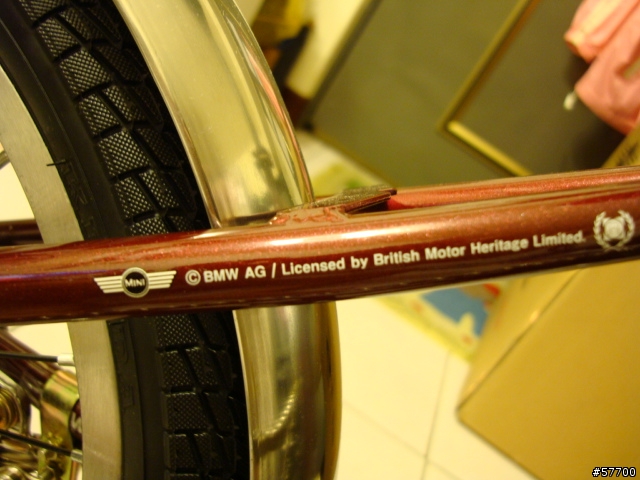 MINI © BMW AG / Licensed by British Motor Heritage Limited.
#57700